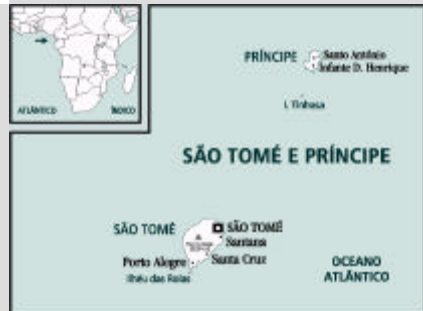 ATLÂNTICO
ÍNDICO
PRÍNCIPE
Santo António
Infante D. Henrique
I. Tinhosa
SÃO TOMÉ E PRÍNCIPE
SÃO TOMÉ
SÃO TOMÉ
Santana
Santa Cruz
Porto Alegre
Ilhéu das Rolas
OCEANO
ATLÂNTICO